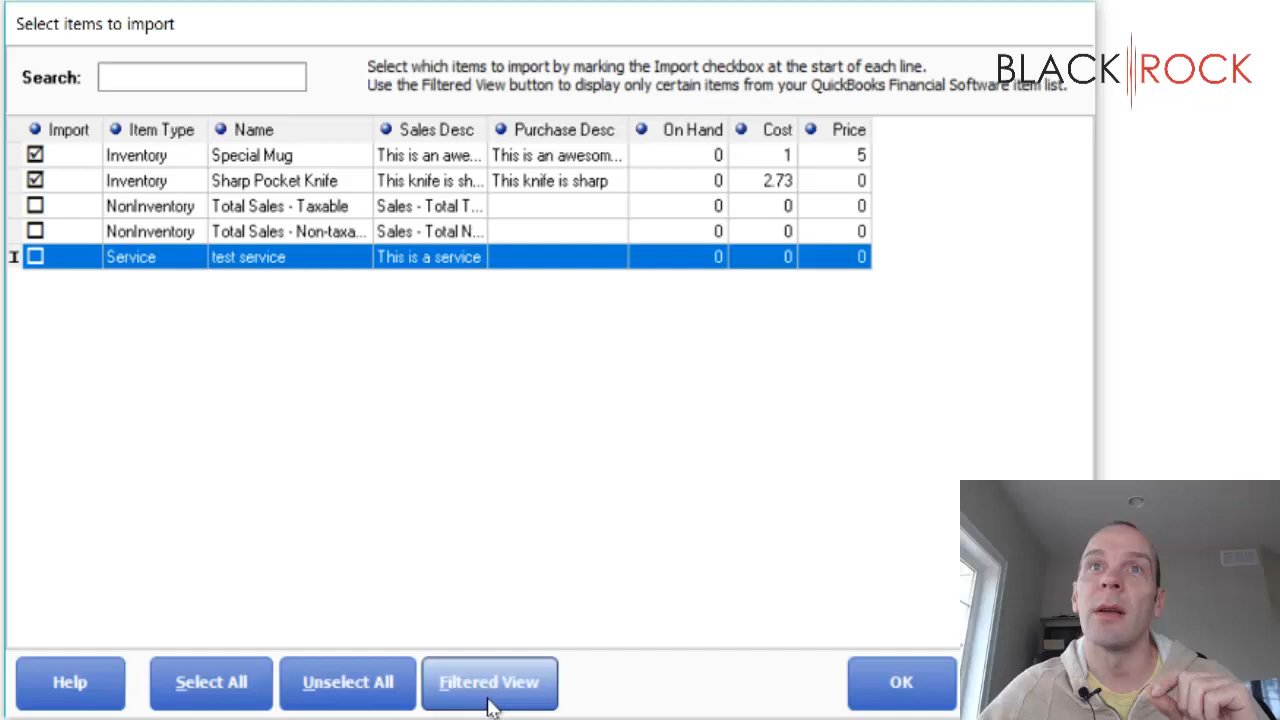 Select items to import
BLACK ROCK
Search:
Select which items to import by marking the Import checkbox at the start of each line.
Use the Filtered View button to display only certain items from your QuickBooks Financial Software item list.
Import Item Type Name Sales Desc Purchase Desc On Hand Cost Price
Inventory Special Mug This is an awe... This is an awesom... 0 1 5
Inventory Sharp Pocket Knife This knife is sh... This knife is sharp 0 2.73 0
NonInventory Total Sales - Taxable Sales - Total T... 0 0 0
NonInventory Total Sales - Non-taxa... Sales - Total N... 0 0 0
Service test service This is a service 0 0 0
Help Select All Unselect All Filtered View OK